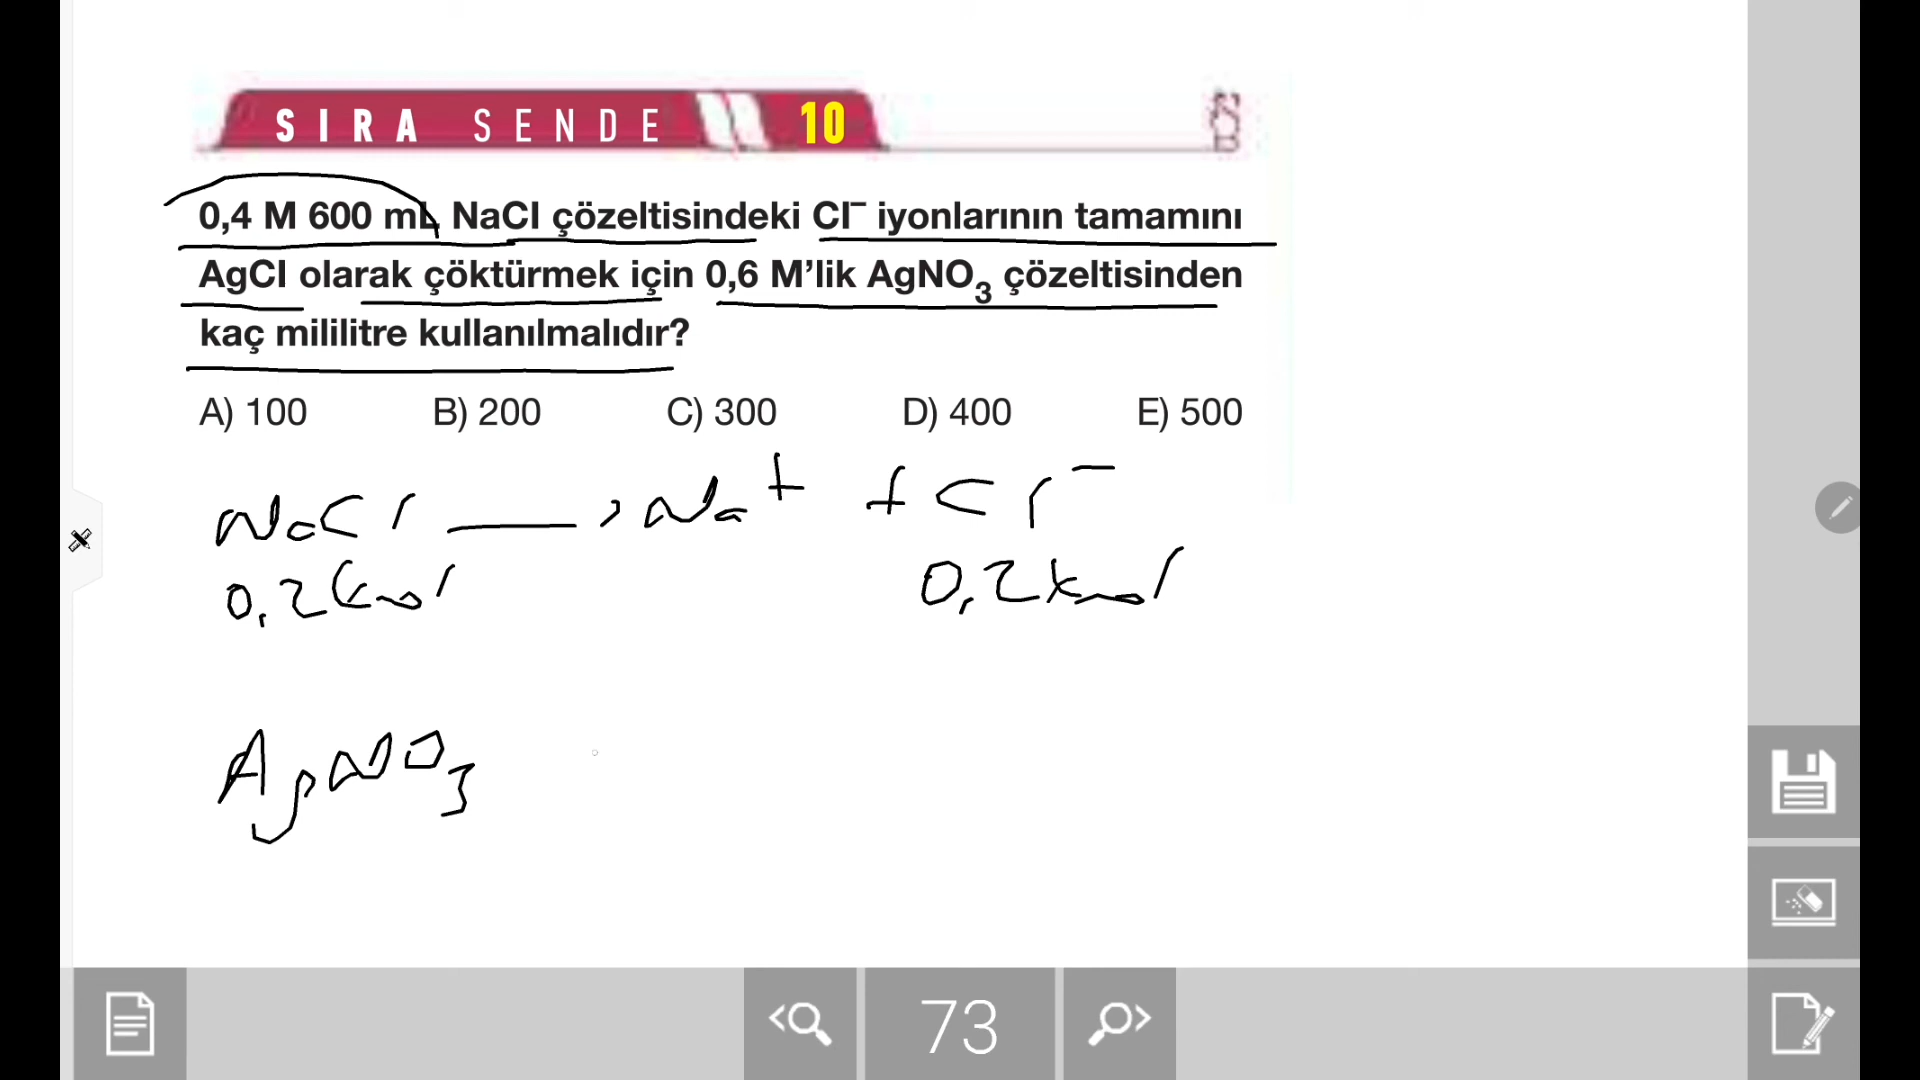 SIRA SENDE 10
0,4 M 600 mL NaCl çözeltisindeki Cl⁻ iyonlarının tamamını
AgCl olarak çöktürmek için 0,6 M’lik AgNO₃ çözeltisinden
kaç mililitre kullanılmalıdır?
A) 100 B) 200 C) 300 D) 400 E) 500
NaCl → Na⁺ + Cl⁻
0,2 0,2
AgNO₃
73